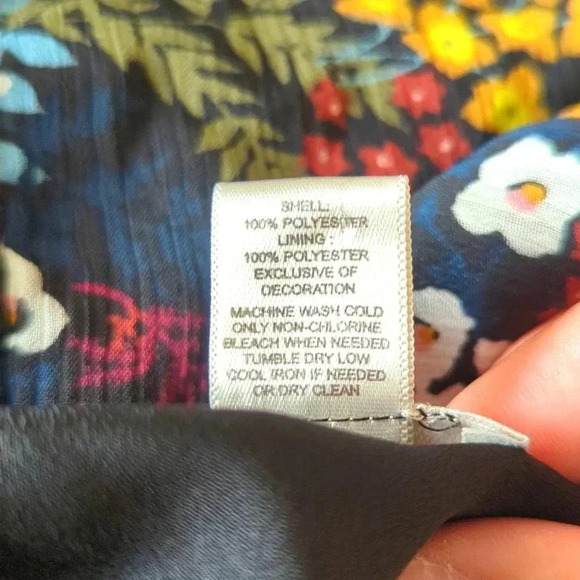 SHELL:
100% POLYESTER
LINING :
100% POLYESTER
EXCLUSIVE OF
DECORATION
MACHINE WASH COLD
ONLY NON-CHLORINE
BLEACH WHEN NEEDED
TUMBLE DRY LOW
COOL IRON IF NEEDED
OR DRY CLEAN